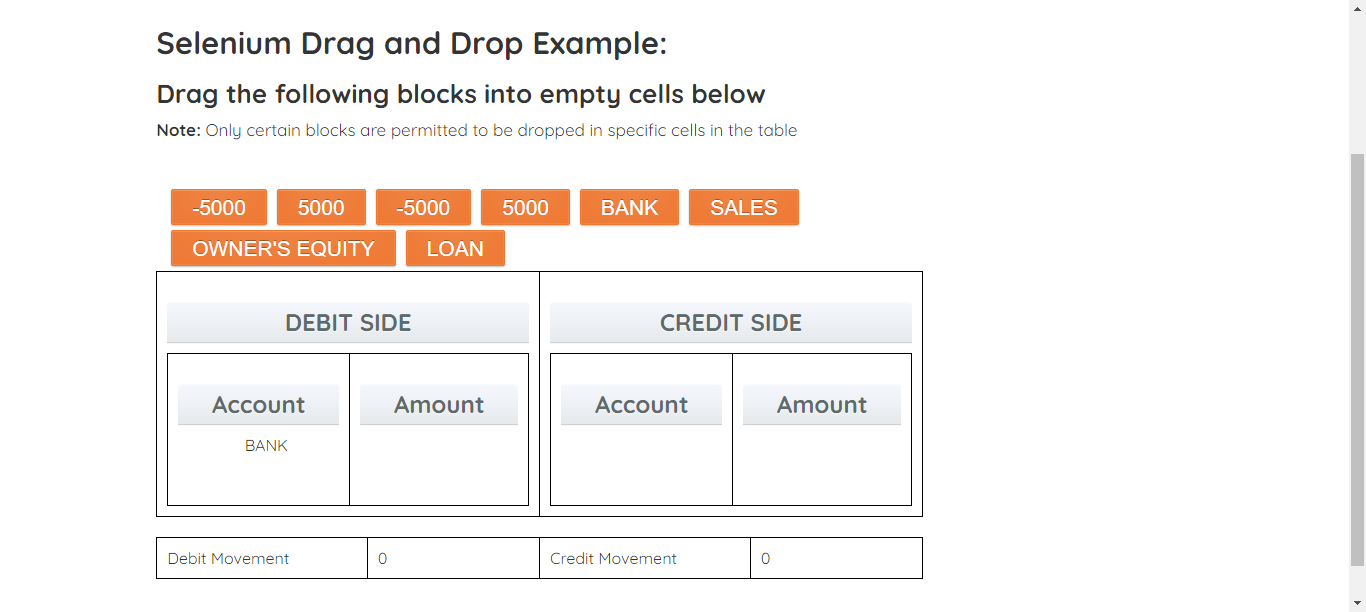 Selenium Drag and Drop Example:
Drag the following blocks into empty cells below
Note: Only certain blocks are permitted to be dropped in specific cells in the table
-5000 5000 -5000 5000 BANK SALES
OWNER'S EQUITY LOAN
DEBIT SIDE CREDIT SIDE
Account Amount Account Amount
BANK
Debit Movement 0 Credit Movement 0